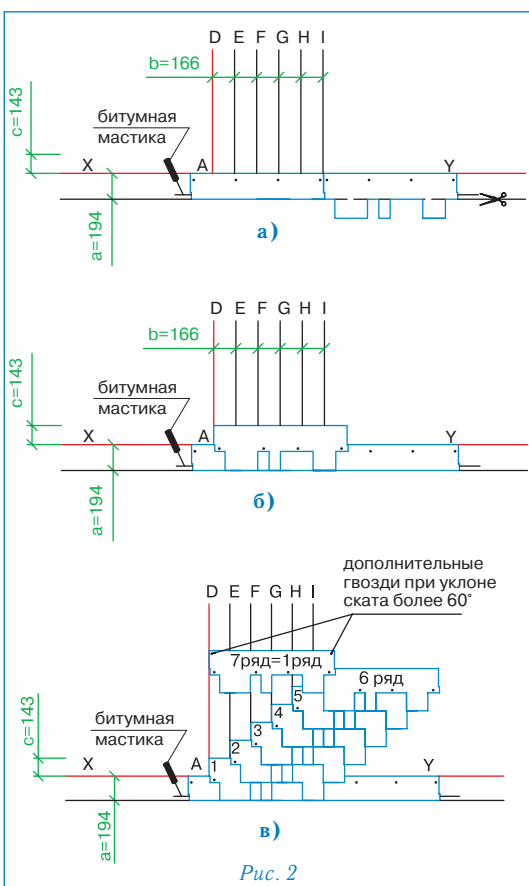 D E F G H I
b=166
c=143
битумная
мастика
X A Y
a=194
а)
D E F G H I
b=166
c=143
битумная
мастика
X A Y
a=194
б)
дополнительные
гвозди при уклоне
ската более 60°
D E F G H I
7ряд=1ряд
6 ряд
5
4
3
2
1
c=143
битумная
мастика
X A Y
a=194
в)
Рис. 2